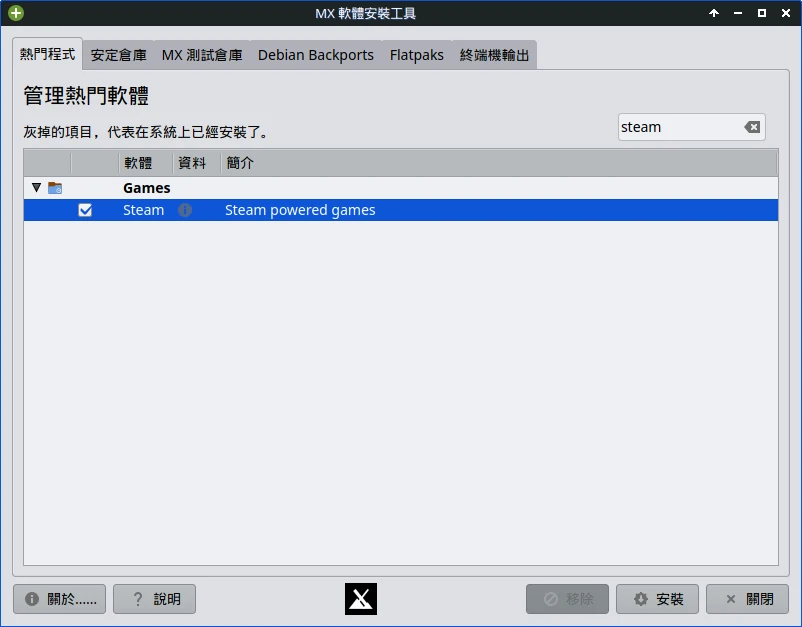 MX 軟體安裝工具
熱門程式 安定倉庫 MX 測試倉庫 Debian Backports Flatpaks 終端機輸出
管理熱門軟體
灰掉的項目，代表在系統上已經安裝了。
steam
軟體 資料 簡介
Games
Steam Steam powered games
關於...... 說明 移除 安裝 關閉